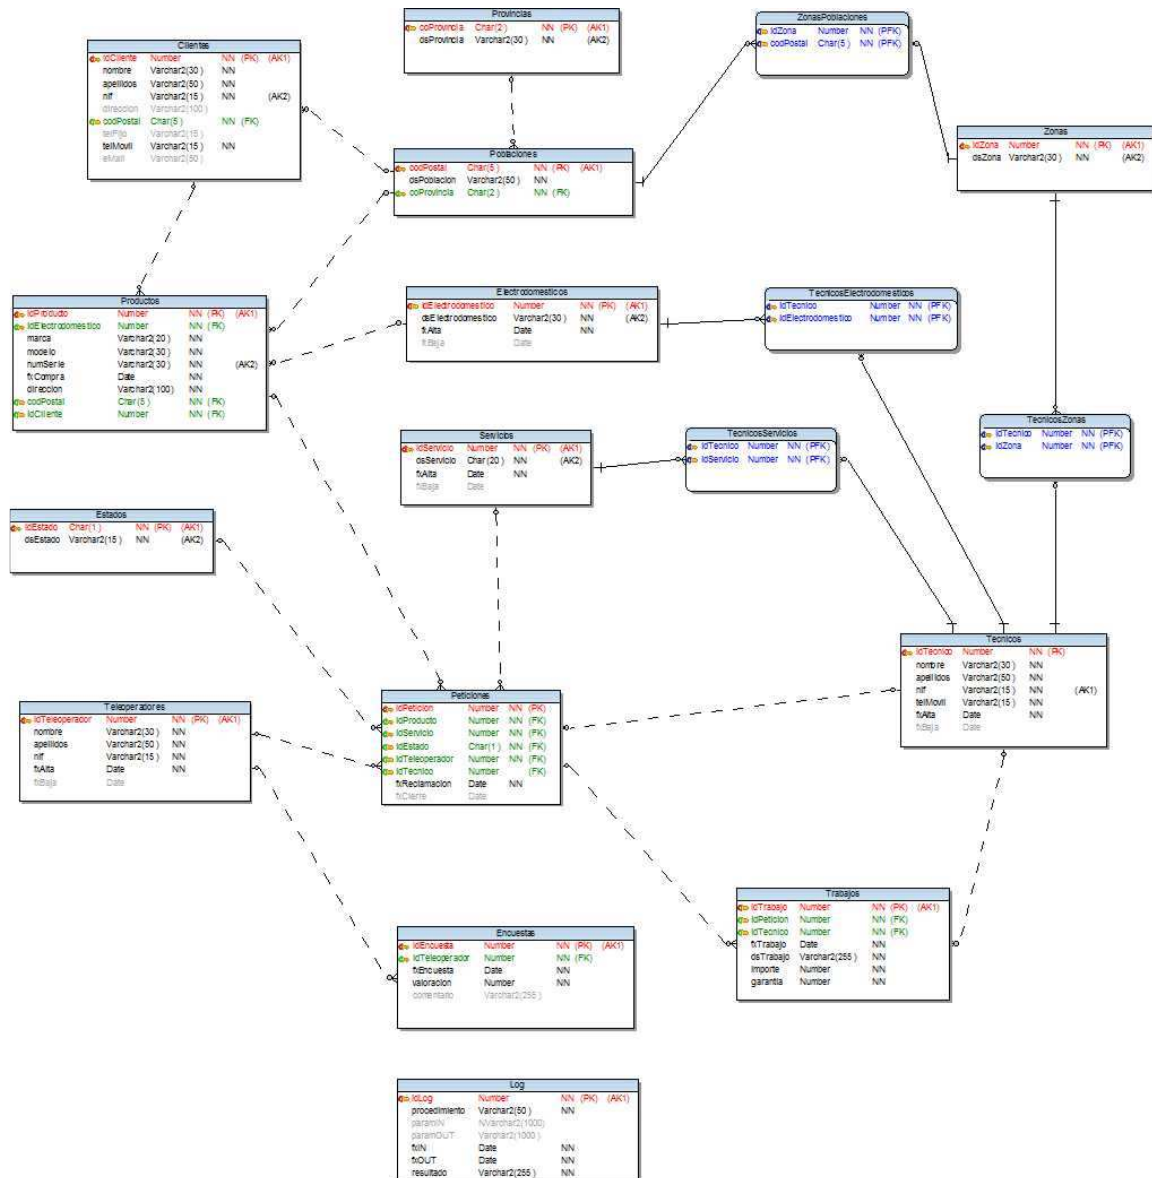 Provincias
coProvincia Char(2) NN (PK) (AK1)
dsProvincia Varchar2(30) NN (AK2)
ZonasPoblaciones
idZona Number NN (PFK)
codPostal Char(5) NN (PFK)
Clientes
idCliente Number NN (PK) (AK1)
nombre Varchar2(30) NN
apellidos Varchar2(50) NN
nif Varchar2(15) NN (AK2)
direccion Varchar2(100)
codPostal Char(5) NN (FK)
telFijo Varchar2(15)
telMovil Varchar2(15) NN
eMail Varchar2(50)
Zonas
idZona Number NN (PK) (AK1)
dsZona Varchar2(30) NN (AK2)
Poblaciones
codPostal Char(5) NN (PK) (AK1)
dsPoblacion Varchar2(50) NN
coProvincia Char(2) NN (FK)
Productos
idProducto Number NN (PK) (AK1)
idElectrodomestico Number NN (FK)
marca Varchar2(20) NN
modelo Varchar2(30) NN
numSerie Varchar2(30) NN (AK2)
fxCompra Date NN
direccion Varchar2(100) NN
codPostal Char(5) NN (FK)
idCliente Number NN (FK)
Electrodomesticos
idElectrodomestico Number NN (PK) (AK1)
dsElectrodomestico Varchar2(30) NN (AK2)
fxAlta Date NN
fxBaja Date
TecnicosElectrodomesticos
idTecnico Number NN (PFK)
idElectrodomestico Number NN (PFK)
TecnicosZonas
idTecnico Number NN (PFK)
idZona Number NN (PFK)
Servicios
idServicio Number NN (PK) (AK1)
dsServicio Char(20) NN (AK2)
fxAlta Date NN
fxBaja Date
TecnicosServicios
idTecnico Number NN (PFK)
idServicio Number NN (PFK)
Estados
idEstado Char(1) NN (PK) (AK1)
dsEstado Varchar2(15) NN (AK2)
Tecnicos
idTecnico Number NN (PK)
nombre Varchar2(30) NN
apellidos Varchar2(50) NN
nif Varchar2(15) NN (AK1)
telMovil Varchar2(15) NN
fxAlta Date NN
fxBaja Date
Peticiones
idPeticion Number NN (PK)
idProducto Number NN (FK)
idServicio Number NN (FK)
idEstado Char(1) NN (FK)
idTeleoperador Number NN (FK)
idTecnico Number (FK)
fxReclamacion Date NN
fxCierre Date
Teleoperadores
idTeleoperador Number NN (PK) (AK1)
nombre Varchar2(30) NN
apellidos Varchar2(50) NN
nif Varchar2(15) NN
fxAlta Date NN
fxBaja Date
Trabajos
idTrabajo Number NN (PK) (AK1)
idPeticion Number NN (FK)
idTecnico Number NN (FK)
fxTrabajo Date NN
dsTrabajo Varchar2(255) NN
importe Number NN
garantia Number NN
Encuestas
idEncuesta Number NN (PK) (AK1)
idTeleoperador Number NN (FK)
fxEncuesta Date NN
valoracion Number NN
comentario Varchar2(255)
Log
idLog Number NN (PK) (AK1)
procedimiento Varchar2(50) NN
paramIN NVarchar2(1000)
paramOUT Varchar2(1000)
fxIN Date NN
fxOUT Date NN
resultado Varchar2(255) NN